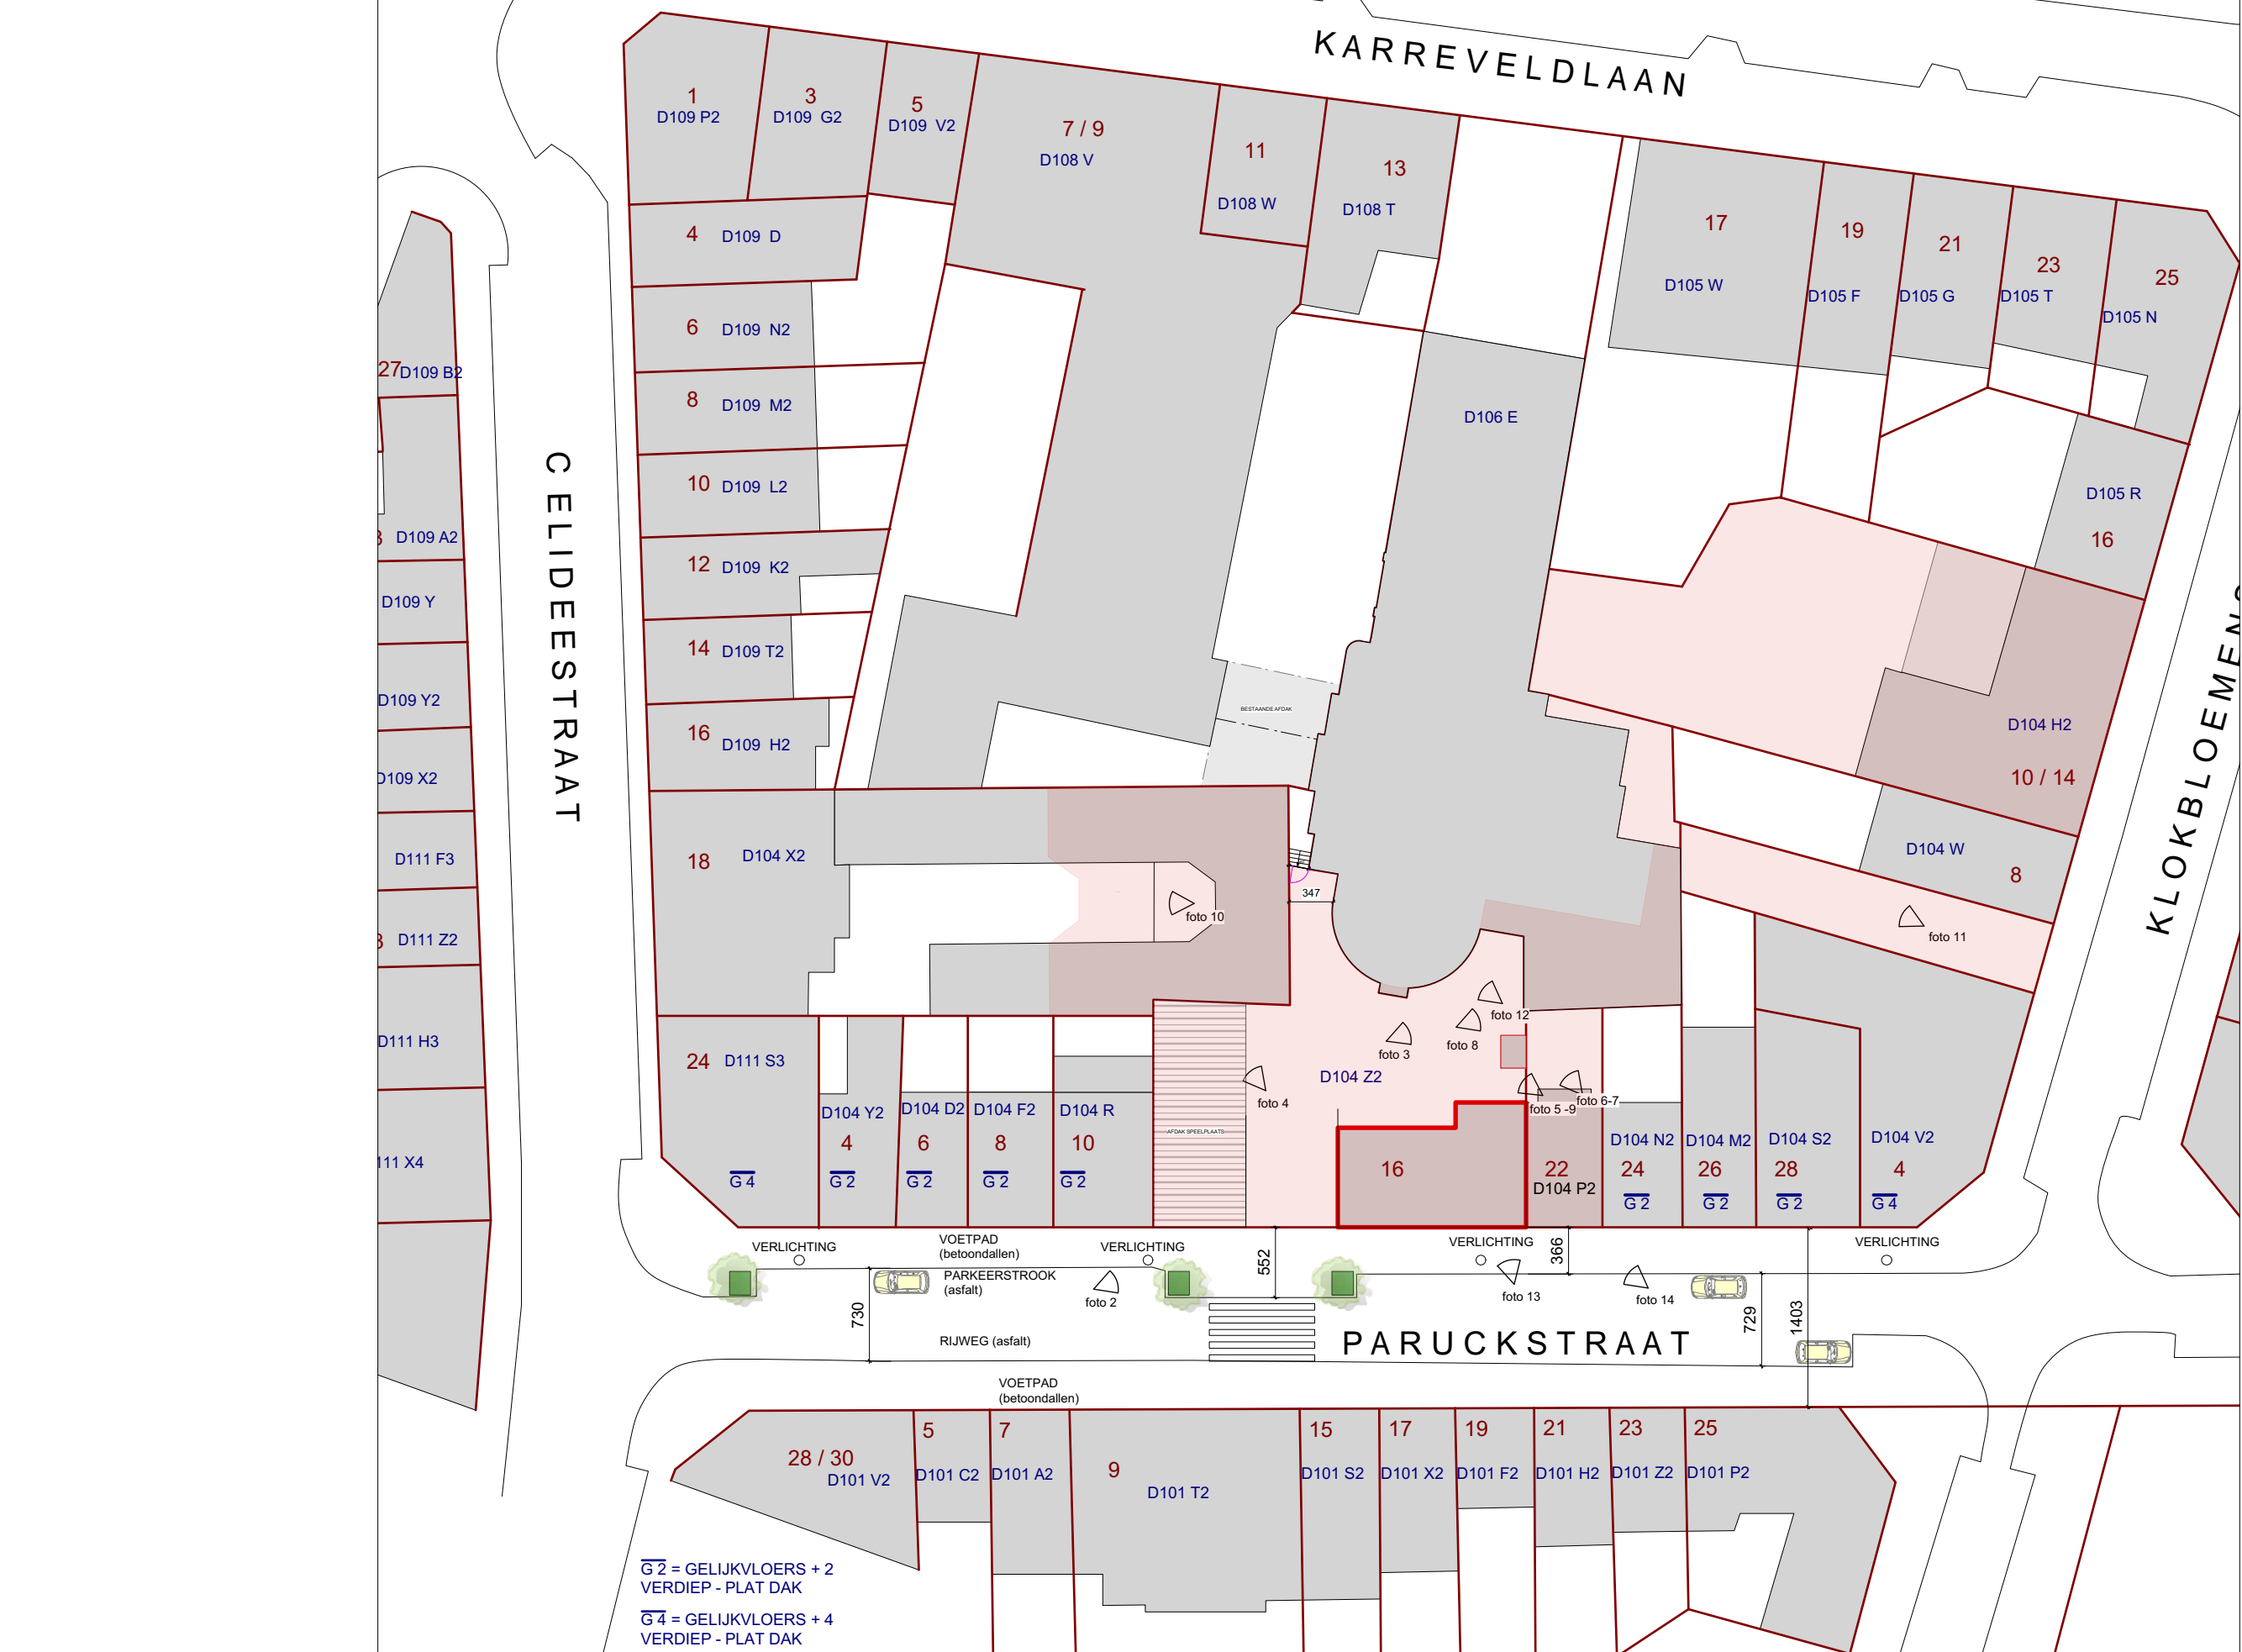 KARREVELDLAAN
1
D109 P2
3
D109 G2
5
D109 V2
7 / 9
D108 V
11
D108 W
13
D108 T
17
D105 W
19
D105 F
21
D105 G
23
D105 T
25
D105 N
4 D109 D
6 D109 N2
8 D109 M2
10 D109 L2
12 D109 K2
14 D109 T2
16 D109 H2
27 D109 B2
D109 A2
D109 Y
D109 Y2
D109 X2
D111 F3
D111 Z2
D111 H3
111 X4
CELIDEESTRAAT
D106 E
D105 R
16
D104 H2
10 / 14
D104 W
8
BESTAANDE AFDAK
18 D104 X2
foto 10
347
foto 11
foto 12
foto 3
foto 8
D104 Z2
foto 4
foto 5 -9
foto 6-7
AFDAK SPEELPLAATS
24 D111 S3
G 4
D104 Y2
4
G 2
D104 D2
6
G 2
D104 F2
8
G 2
D104 R
10
G 2
16
22
D104 P2
D104 N2
24
G 2
D104 M2
26
G 2
D104 S2
28
G 2
D104 V2
4
G 4
VERLICHTING
VOETPAD
(betoondallen)
VERLICHTING
VERLICHTING
VERLICHTING
552
366
PARKEERSTROOK
(asfalt)
foto 2
foto 13
foto 14
730
729
1403
RIJWEG (asfalt)
PARUCKSTRAAT
VOETPAD
(betoondallen)
28 / 30
D101 V2
5
D101 C2
7
D101 A2
9
D101 T2
15
D101 S2
17
D101 X2
19
D101 F2
21
D101 H2
23
D101 Z2
25
D101 P2
G 2 = GELIJKVLOERS + 2
VERDIEP - PLAT DAK
G 4 = GELIJKVLOERS + 4
VERDIEP - PLAT DAK